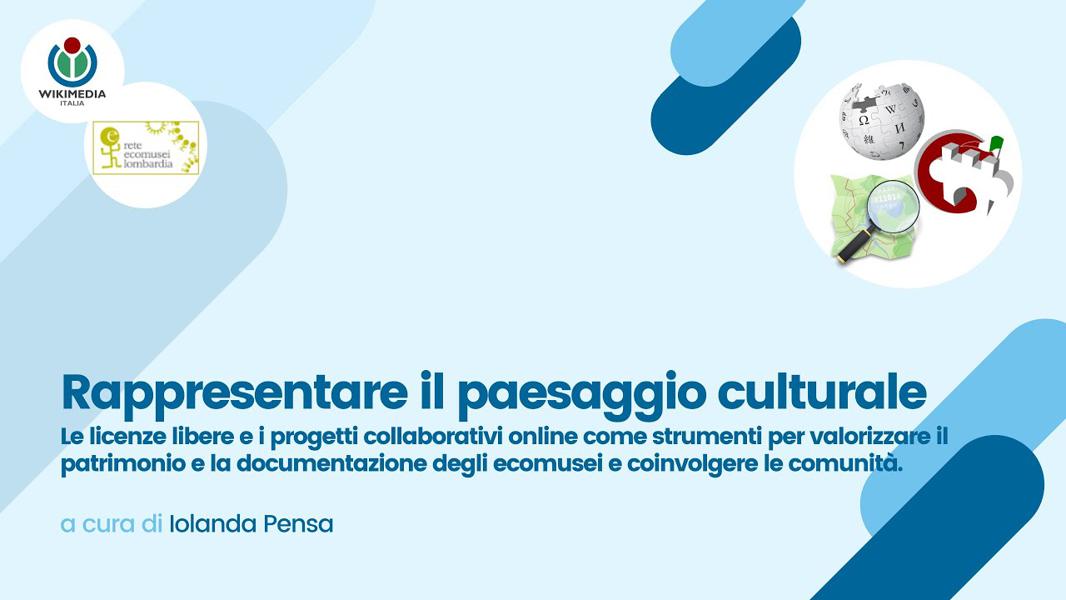 WIKIMEDIA
ITALIA
rete
ecomusei
lombardia
Ω W
И
維
Rappresentare il paesaggio culturale
Le licenze libere e i progetti collaborativi online come strumenti per valorizzare il
patrimonio e la documentazione degli ecomusei e coinvolgere le comunità.
a cura di Iolanda Pensa